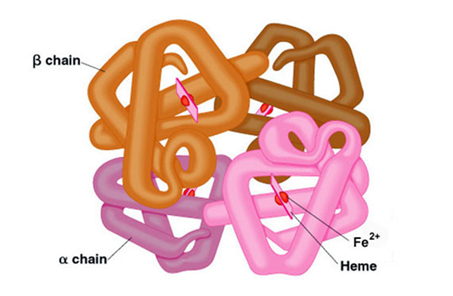 β chain
α chain
Fe²⁺
Heme